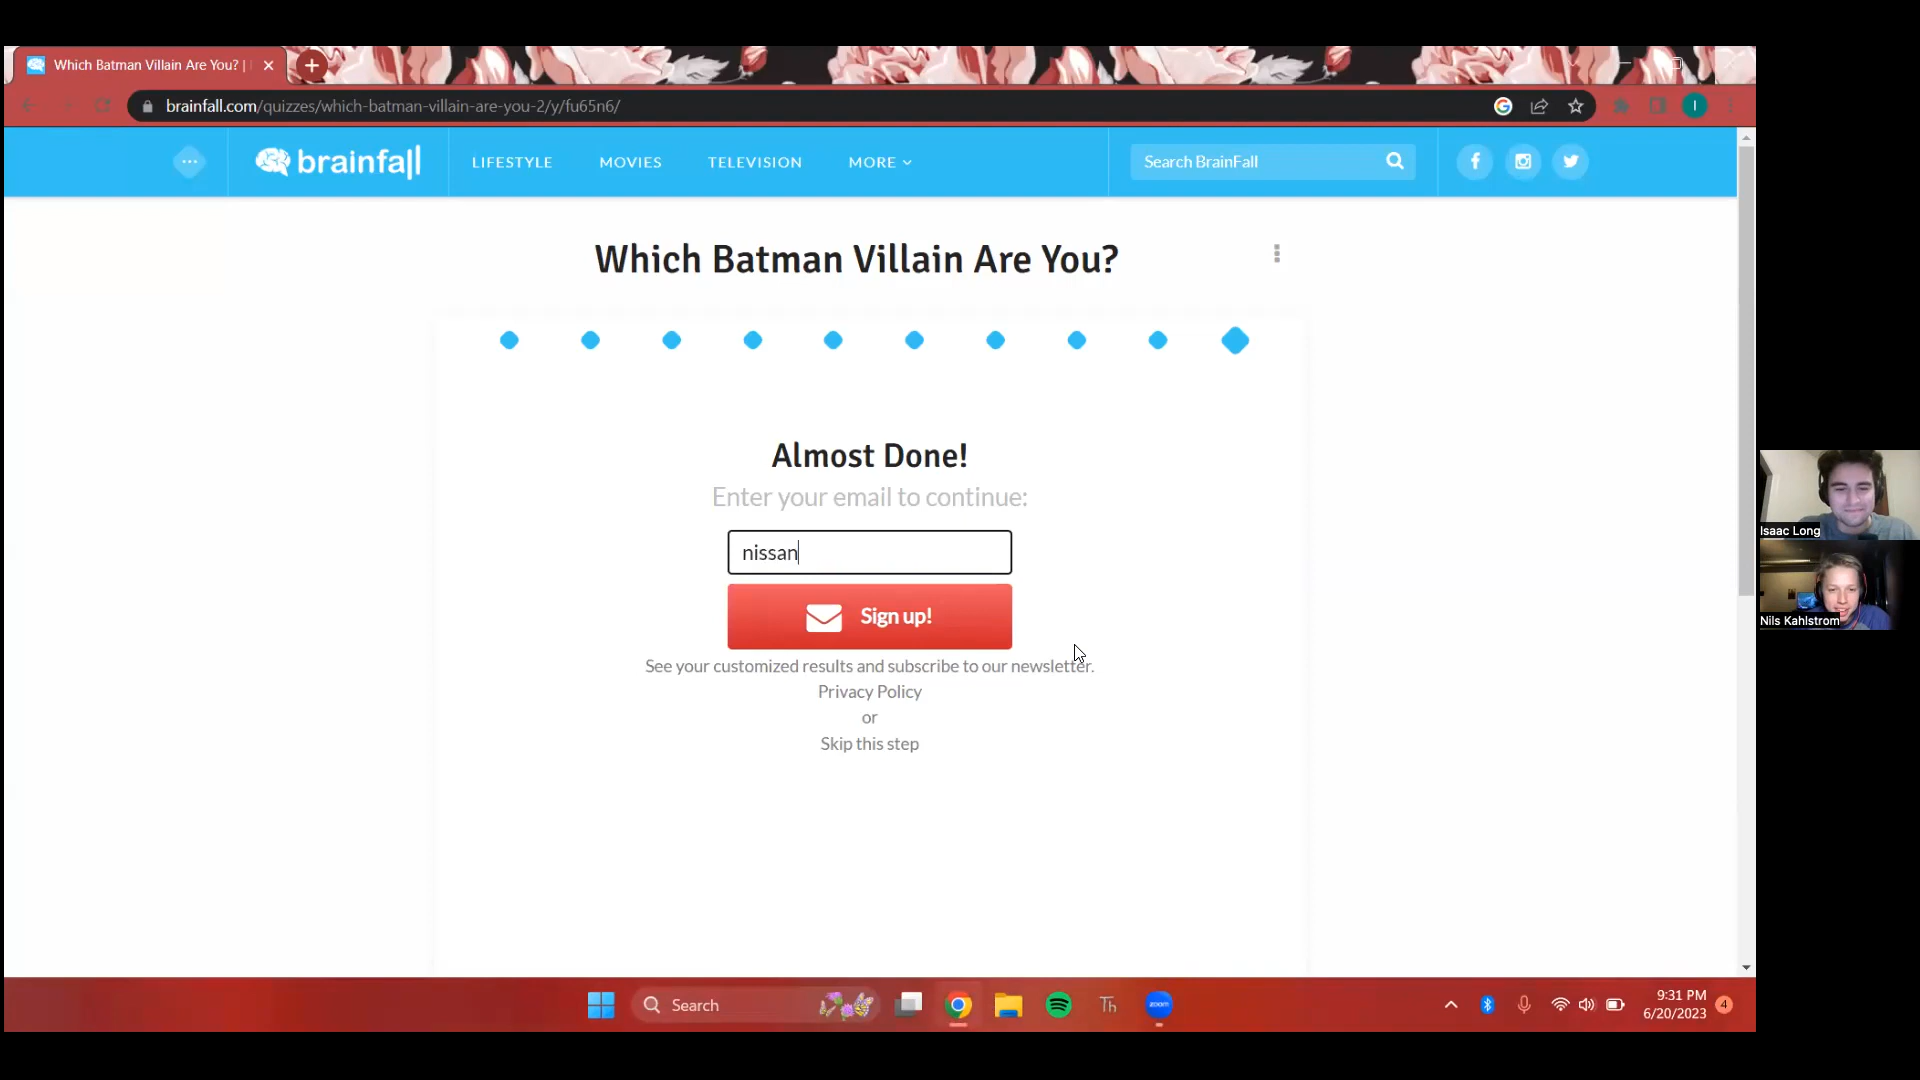 Which Batman Villain Are You? |
brainfall.com/quizzes/which-batman-villain-are-you-2/y/fu65n6/
I
brainfall
LIFESTYLE
MOVIES
TELEVISION
MORE
Search BrainFall
Which Batman Villain Are You?
Almost Done!
Enter your email to continue:
nissan
Sign up!
See your customized results and subscribe to our newsletter.
Privacy Policy
or
Skip this step
Isaac Long
Nils Kahlstrom
Search
Th
zoom
9:31 PM
6/20/2023
4